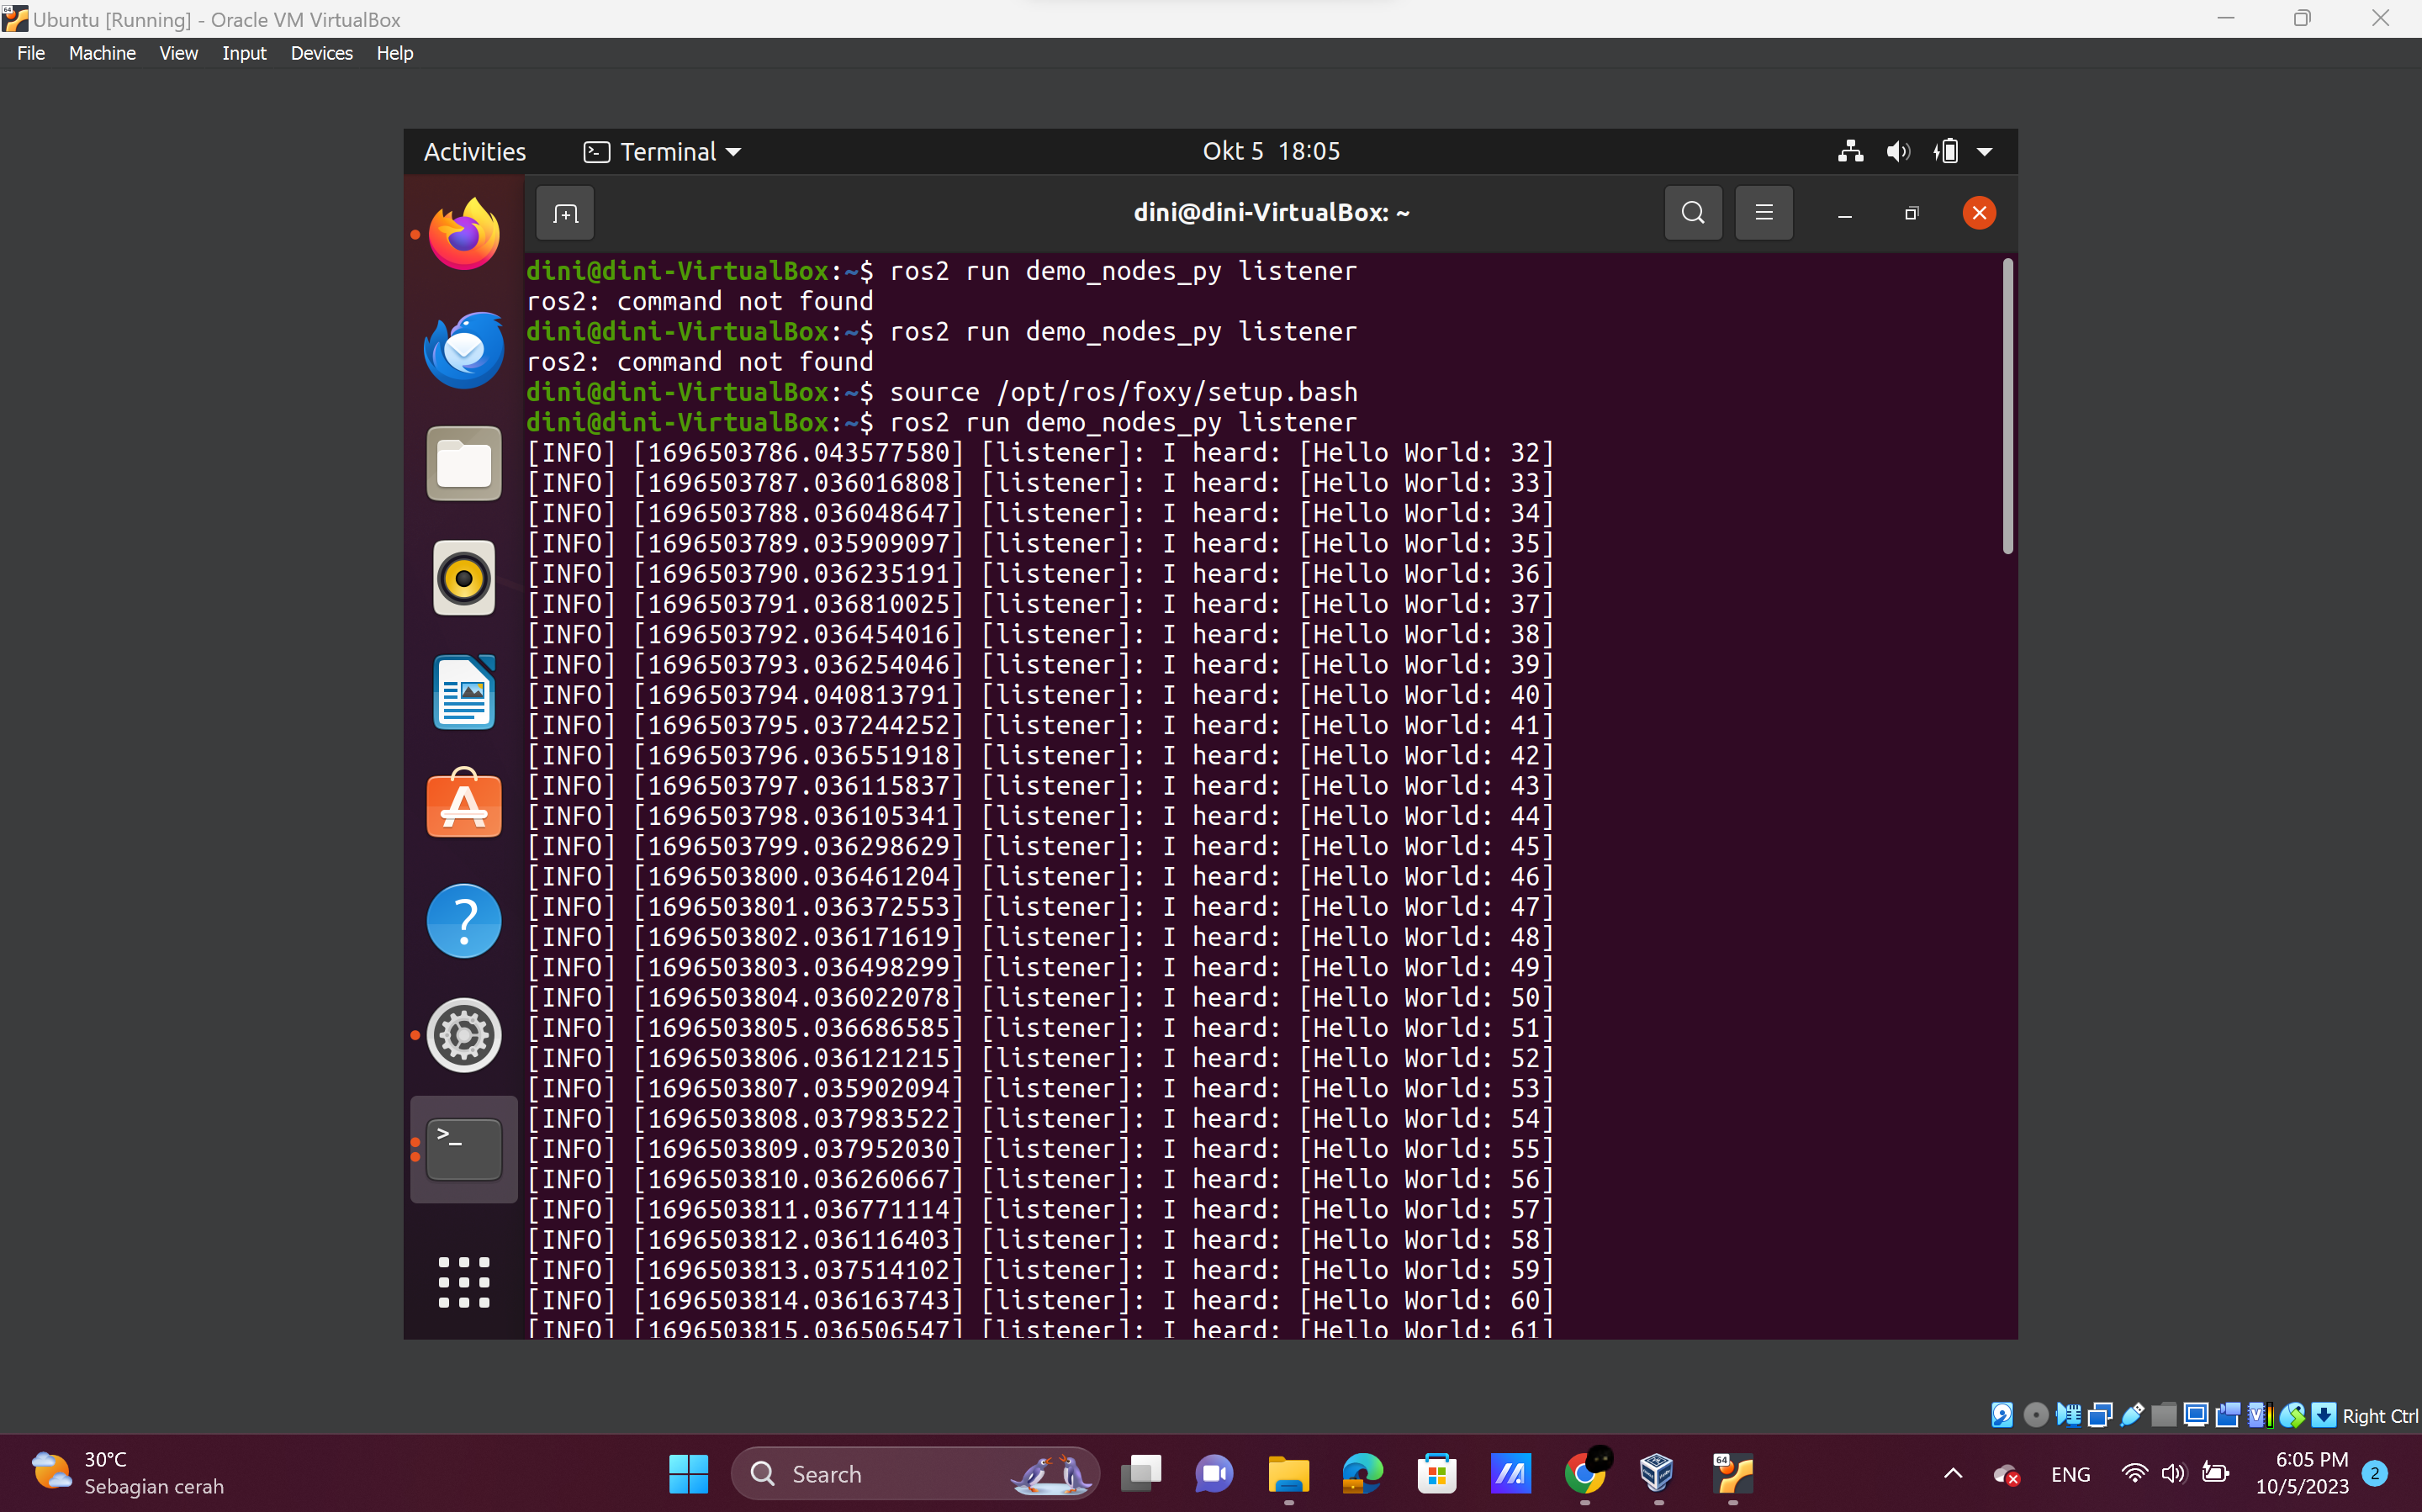 Ubuntu [Running] - Oracle VM VirtualBox
File Machine View Input Devices Help
Activities Terminal Okt 5 18:05
dini@dini-VirtualBox: ~
dini@dini-VirtualBox:~$ ros2 run demo_nodes_py listener
ros2: command not found
dini@dini-VirtualBox:~$ ros2 run demo_nodes_py listener
ros2: command not found
dini@dini-VirtualBox:~$ source /opt/ros/foxy/setup.bash
dini@dini-VirtualBox:~$ ros2 run demo_nodes_py listener
[INFO] [1696503786.043577580] [listener]: I heard: [Hello World: 32]
[INFO] [1696503787.036016808] [listener]: I heard: [Hello World: 33]
[INFO] [1696503788.036048647] [listener]: I heard: [Hello World: 34]
[INFO] [1696503789.035909097] [listener]: I heard: [Hello World: 35]
[INFO] [1696503790.036235191] [listener]: I heard: [Hello World: 36]
[INFO] [1696503791.036810025] [listener]: I heard: [Hello World: 37]
[INFO] [1696503792.036454016] [listener]: I heard: [Hello World: 38]
[INFO] [1696503793.036254046] [listener]: I heard: [Hello World: 39]
[INFO] [1696503794.040813791] [listener]: I heard: [Hello World: 40]
[INFO] [1696503795.037244252] [listener]: I heard: [Hello World: 41]
[INFO] [1696503796.036551918] [listener]: I heard: [Hello World: 42]
[INFO] [1696503797.036115837] [listener]: I heard: [Hello World: 43]
[INFO] [1696503798.036105341] [listener]: I heard: [Hello World: 44]
[INFO] [1696503799.036298629] [listener]: I heard: [Hello World: 45]
[INFO] [1696503800.036461204] [listener]: I heard: [Hello World: 46]
[INFO] [1696503801.036372553] [listener]: I heard: [Hello World: 47]
[INFO] [1696503802.036171619] [listener]: I heard: [Hello World: 48]
[INFO] [1696503803.036498299] [listener]: I heard: [Hello World: 49]
[INFO] [1696503804.036022078] [listener]: I heard: [Hello World: 50]
[INFO] [1696503805.036686585] [listener]: I heard: [Hello World: 51]
[INFO] [1696503806.036121215] [listener]: I heard: [Hello World: 52]
[INFO] [1696503807.035902094] [listener]: I heard: [Hello World: 53]
[INFO] [1696503808.037983522] [listener]: I heard: [Hello World: 54]
[INFO] [1696503809.037952030] [listener]: I heard: [Hello World: 55]
[INFO] [1696503810.036260667] [listener]: I heard: [Hello World: 56]
[INFO] [1696503811.036771114] [listener]: I heard: [Hello World: 57]
[INFO] [1696503812.036116403] [listener]: I heard: [Hello World: 58]
[INFO] [1696503813.037514102] [listener]: I heard: [Hello World: 59]
[INFO] [1696503814.036163743] [listener]: I heard: [Hello World: 60]
[INFO] [1696503815.036506547] [listener]: I heard: [Hello World: 61]
Right Ctrl
30°C
Sebagian cerah
Search
64
ENG
6:05 PM
10/5/2023
2